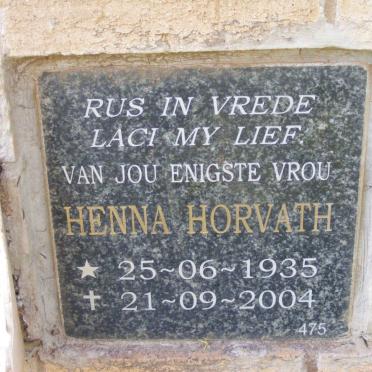 RUS IN VREDE
LACI MY LIEF.
VAN JOU ENIGSTE VROU
HENNA HORVATH
★ 25~06~1935
✝ 21~09~2004
475